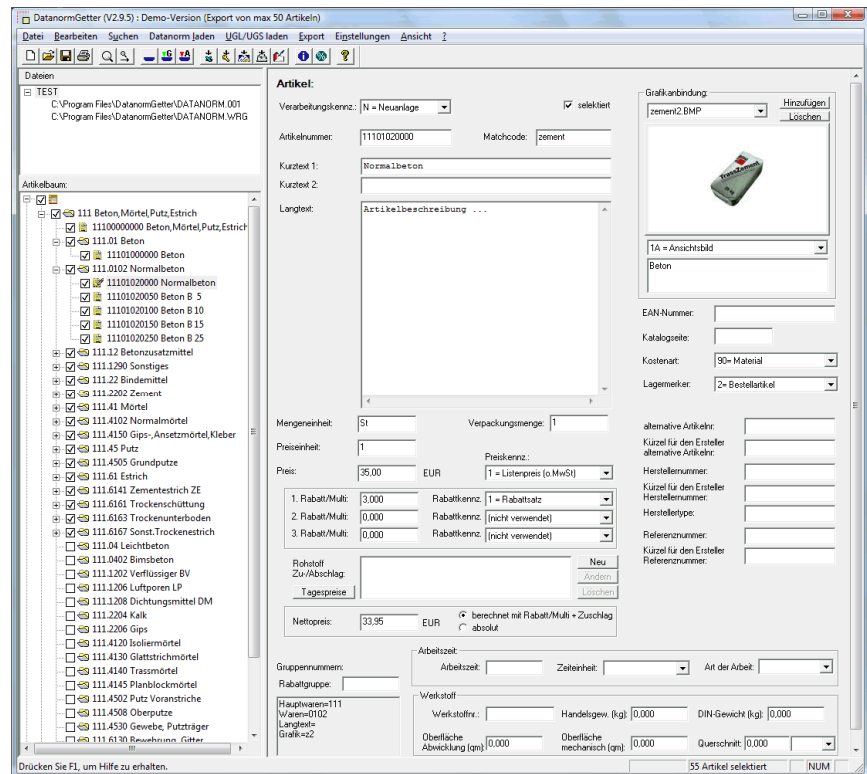 DatanormGetter (V2.9.5) : Demo-Version (Export von max 50 Artikeln)
Datei Bearbeiten Suchen Datanorm laden UGL/UGS laden Export Einstellungen Ansicht ?
Dateien
TEST
C:\Program Files\DatanormGetter\DATANORM.001
C:\Program Files\DatanormGetter\DATANORM.WRG
Artikelbaum:
111 Beton,Mörtel,Putz,Estrich
11100000000 Beton,Mörtel,Putz,Estrich
111.01 Beton
11101000000 Beton
111.0102 Normalbeton
11101020000 Normalbeton
11101020050 Beton B 5
11101020100 Beton B 10
11101020150 Beton B 15
11101020250 Beton B 25
111.12 Betonzusatzmittel
111.1290 Sonstiges
111.22 Bindemittel
111.2202 Zement
111.41 Mörtel
111.4102 Normalmörtel
111.4150 Gips-,Ansetzmörtel,Kleber
111.45 Putz
111.4505 Grundputze
111.61 Estrich
111.6141 Zementestrich ZE
111.6161 Trockenschüttung
111.6163 Trockenunterboden
111.6167 Sonst.Trockenestrich
111.04 Leichtbeton
111.0402 Bimsbeton
111.1202 Verflüssiger BV
111.1206 Luftporen LP
111.1208 Dichtungsmittel DM
111.2204 Kalk
111.2206 Gips
111.4120 Isoliermörtel
111.4130 Glattstrichmörtel
111.4140 Trassmörtel
111.4145 Planblockmörtel
111.4502 Putz Voranstriche
111.4508 Oberputze
111.4530 Gewebe, Putzträger
111.6130 Bewehrung, Gitter
Artikel:
Verarbeitungskennz.: N = Neuanlage selektiert
Artikelnummer: 11101020000 Matchcode: zement
Kurztext 1: Normalbeton
Kurztext 2:
Langtext: Artikelbeschreibung ...
Mengeneinheit: St Verpackungsmenge: 1
Preiseinheit: 1
Preiskennz.:
Preis: 35,00 EUR 1 = Listenpreis (o.MwSt)
1. Rabatt/Multi: 3,000 Rabattkennz. 1 = Rabattsatz
2. Rabatt/Multi: 0,000 Rabattkennz. (nicht verwendet)
3. Rabatt/Multi: 0,000 Rabattkennz. (nicht verwendet)
Rohstoff
Zu-/Abschlag:
Tagespreise
Neu
Ändern
Löschen
Nettopreis: 33,95 EUR berechnet mit Rabatt/Multi + Zuschlag
absolut
Grafikanbindung:
zement2.BMP
Hinzufügen
Löschen
TrassZement
1A = Ansichtsbild
Beton
EAN-Nummer:
Katalogseite:
Kostenart: 90= Material
Lagermerker: 2= Bestellartikel
alternative Artikelnr.
Kürzel für den Ersteller
alternative Artikelnr.:
Herstellernummer:
Kürzel für den Ersteller
Herstellernummer:
Herstellertype:
Referenznummer:
Kürzel für den Ersteller
Referenznummer:
Gruppennummern:
Rabattgruppe:
Hauptwaren=111
Waren=0102
Langtext=
Grafik=z2
Arbeitszeit:
Arbeitszeit: Zeiteinheit: Art der Arbeit:
Werkstoff
Werkstoffnr.: Handelsgew. (kg): 0,000 DIN-Gewicht (kg): 0,000
Oberfläche
Abwicklung (qm): 0,000
Oberfläche
mechanisch (qm): 0,000
Querschnitt: 0,000
Drücken Sie F1, um Hilfe zu erhalten.
55 Artikel selektiert
NUM